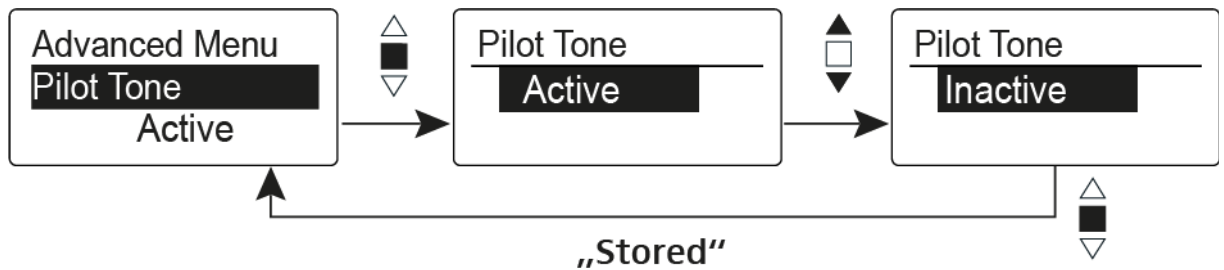 Advanced Menu
Pilot Tone
Active
Pilot Tone
Active
Pilot Tone
Inactive
„Stored“